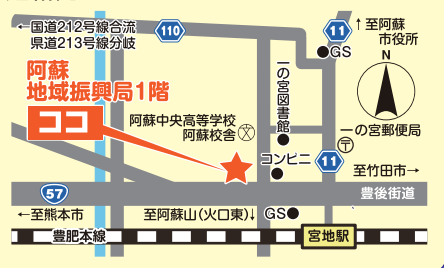 ←国道212号線合流
県道213号線分岐
110
11
↑至阿蘇
市役所
GS
N
阿蘇
地域振興局1階
ココ
一の宮図書館
阿蘇中央高等学校
阿蘇校舎
文
一の宮郵便局
〒
コンビニ
11
至竹田市→
57
豊後街道
←至熊本市
至阿蘇山(火口東)↓
GS
豊肥本線
宮地駅